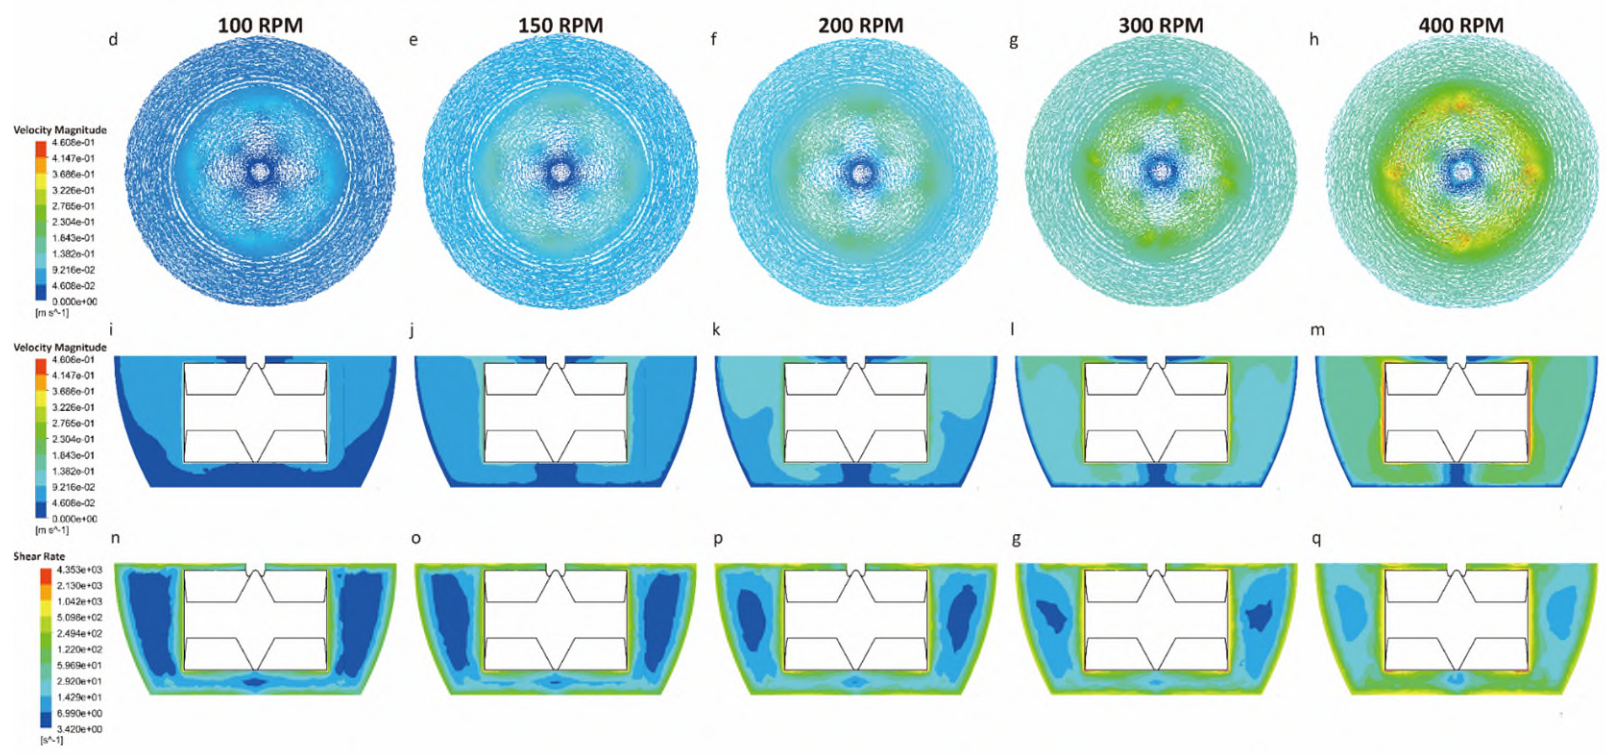 100 RPM 150 RPM 200 RPM 300 RPM 400 RPM
d e f g h
Velocity Magnitude
4.608e-01
4.147e-01
3.686e-01
3.226e-01
2.765e-01
2.304e-01
1.643e-01
1.382e-01
9.216e-02
4.608e-02
0.000e+00
[m s^-1]
i j k l m
Velocity Magnitude
4.608e-01
4.147e-01
3.686e-01
3.226e-01
2.765e-01
2.304e-01
1.843e-01
1.382e-01
9.216e-02
4.608e-02
0.000e+00
[m s^-1]
n o p g q
Shear Rate
4.353e+03
2.130e+03
1.042e+03
5.098e+02
2.494e+02
1.220e+02
5.969e+01
2.920e+01
1.429e+01
6.990e+00
3.420e+00
[s^-1]